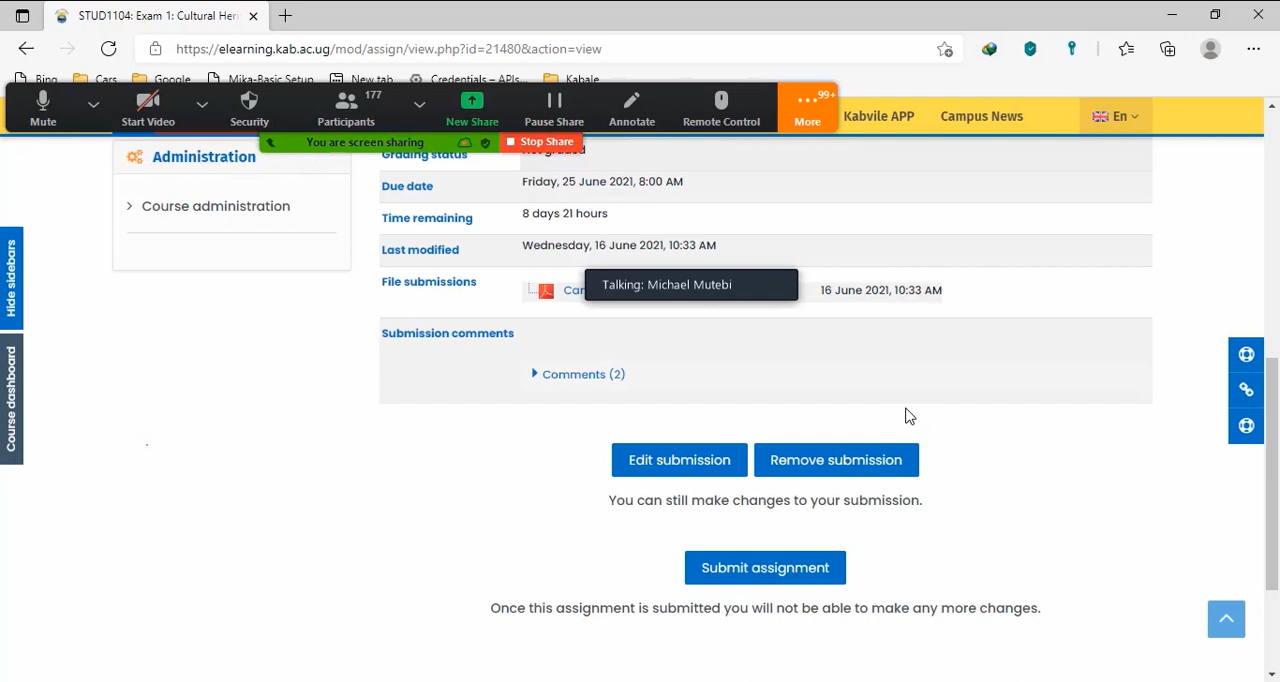 STUD1104: Exam 1: Cultural Her
https://elearning.kab.ac.ug/mod/assign/view.php?id=21480&action=view
Bing Cars Google Mika-Basic Setup New tab Credentials – APIs... Kabale
177 99+
Mute Start Video Security Participants New Share Pause Share Annotate Remote Control More
Kabvile APP Campus News En
You are screen sharing Stop Share
Administration
Course administration
Hide sidebars
Course dashboard
Grading status
Due date Friday, 25 June 2021, 8:00 AM
Time remaining 8 days 21 hours
Last modified Wednesday, 16 June 2021, 10:33 AM
File submissions 16 June 2021, 10:33 AM
Talking: Michael Mutebi
Submission comments
Comments (2)
Edit submission Remove submission
You can still make changes to your submission.
Submit assignment
Once this assignment is submitted you will not be able to make any more changes.